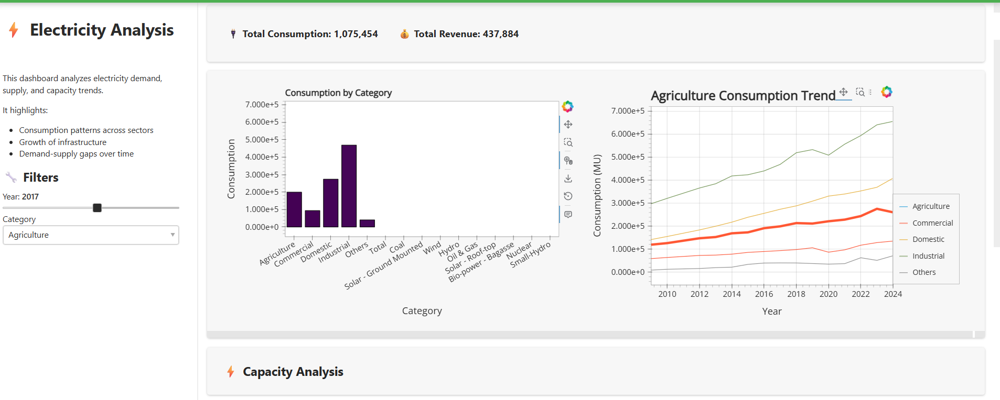 Electricity Analysis
This dashboard analyzes electricity demand,
supply, and capacity trends.
It highlights:
Consumption patterns across sectors
Growth of infrastructure
Demand-supply gaps over time
Filters
Year: 2017
Category
Agriculture
Total Consumption: 1,075,454
Total Revenue: 437,884
Consumption by Category
7.000e+5
6.000e+5
5.000e+5
4.000e+5
3.000e+5
2.000e+5
1.000e+5
0.000e+0
Consumption
Agriculture
Commercial
Domestic
Industrial
Others
Total
Coal
Solar - Ground Mounted
Wind
Hydro
Oil & Gas
Solar - Roof-top
Bio-power - Bagasse
Nuclear
Small-Hydro
Category
Agriculture Consumption Trend
7.000e+5
6.000e+5
5.000e+5
4.000e+5
3.000e+5
2.000e+5
1.000e+5
0.000e+0
Consumption (MU)
2010
2012
2014
2016
2018
2020
2022
2024
Year
Agriculture
Commercial
Domestic
Industrial
Others
Capacity Analysis